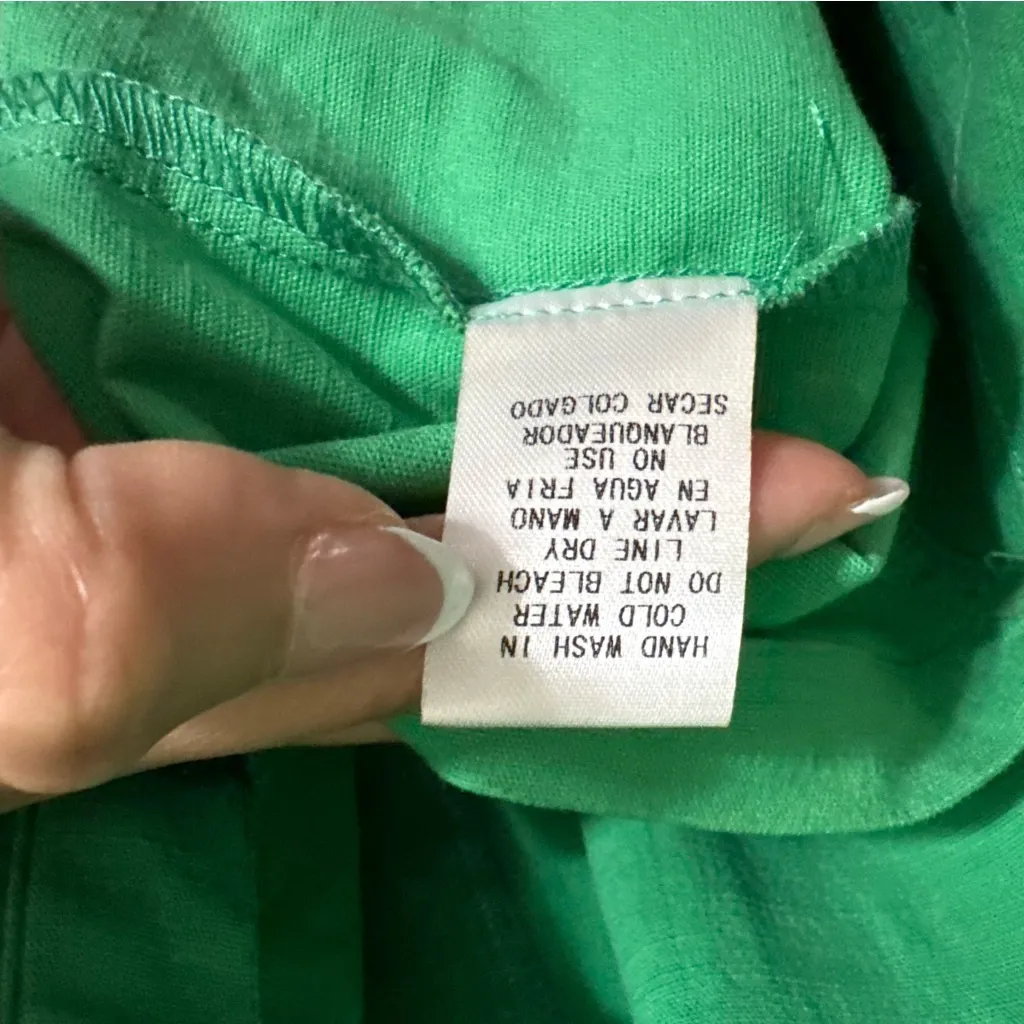 HAND WASH IN
COLD WATER
DO NOT BLEACH
LINE DRY
LAVAR A MANO
EN AGUA FRIA
NO USE
BLANQUEADOR
SECAR COLGADO